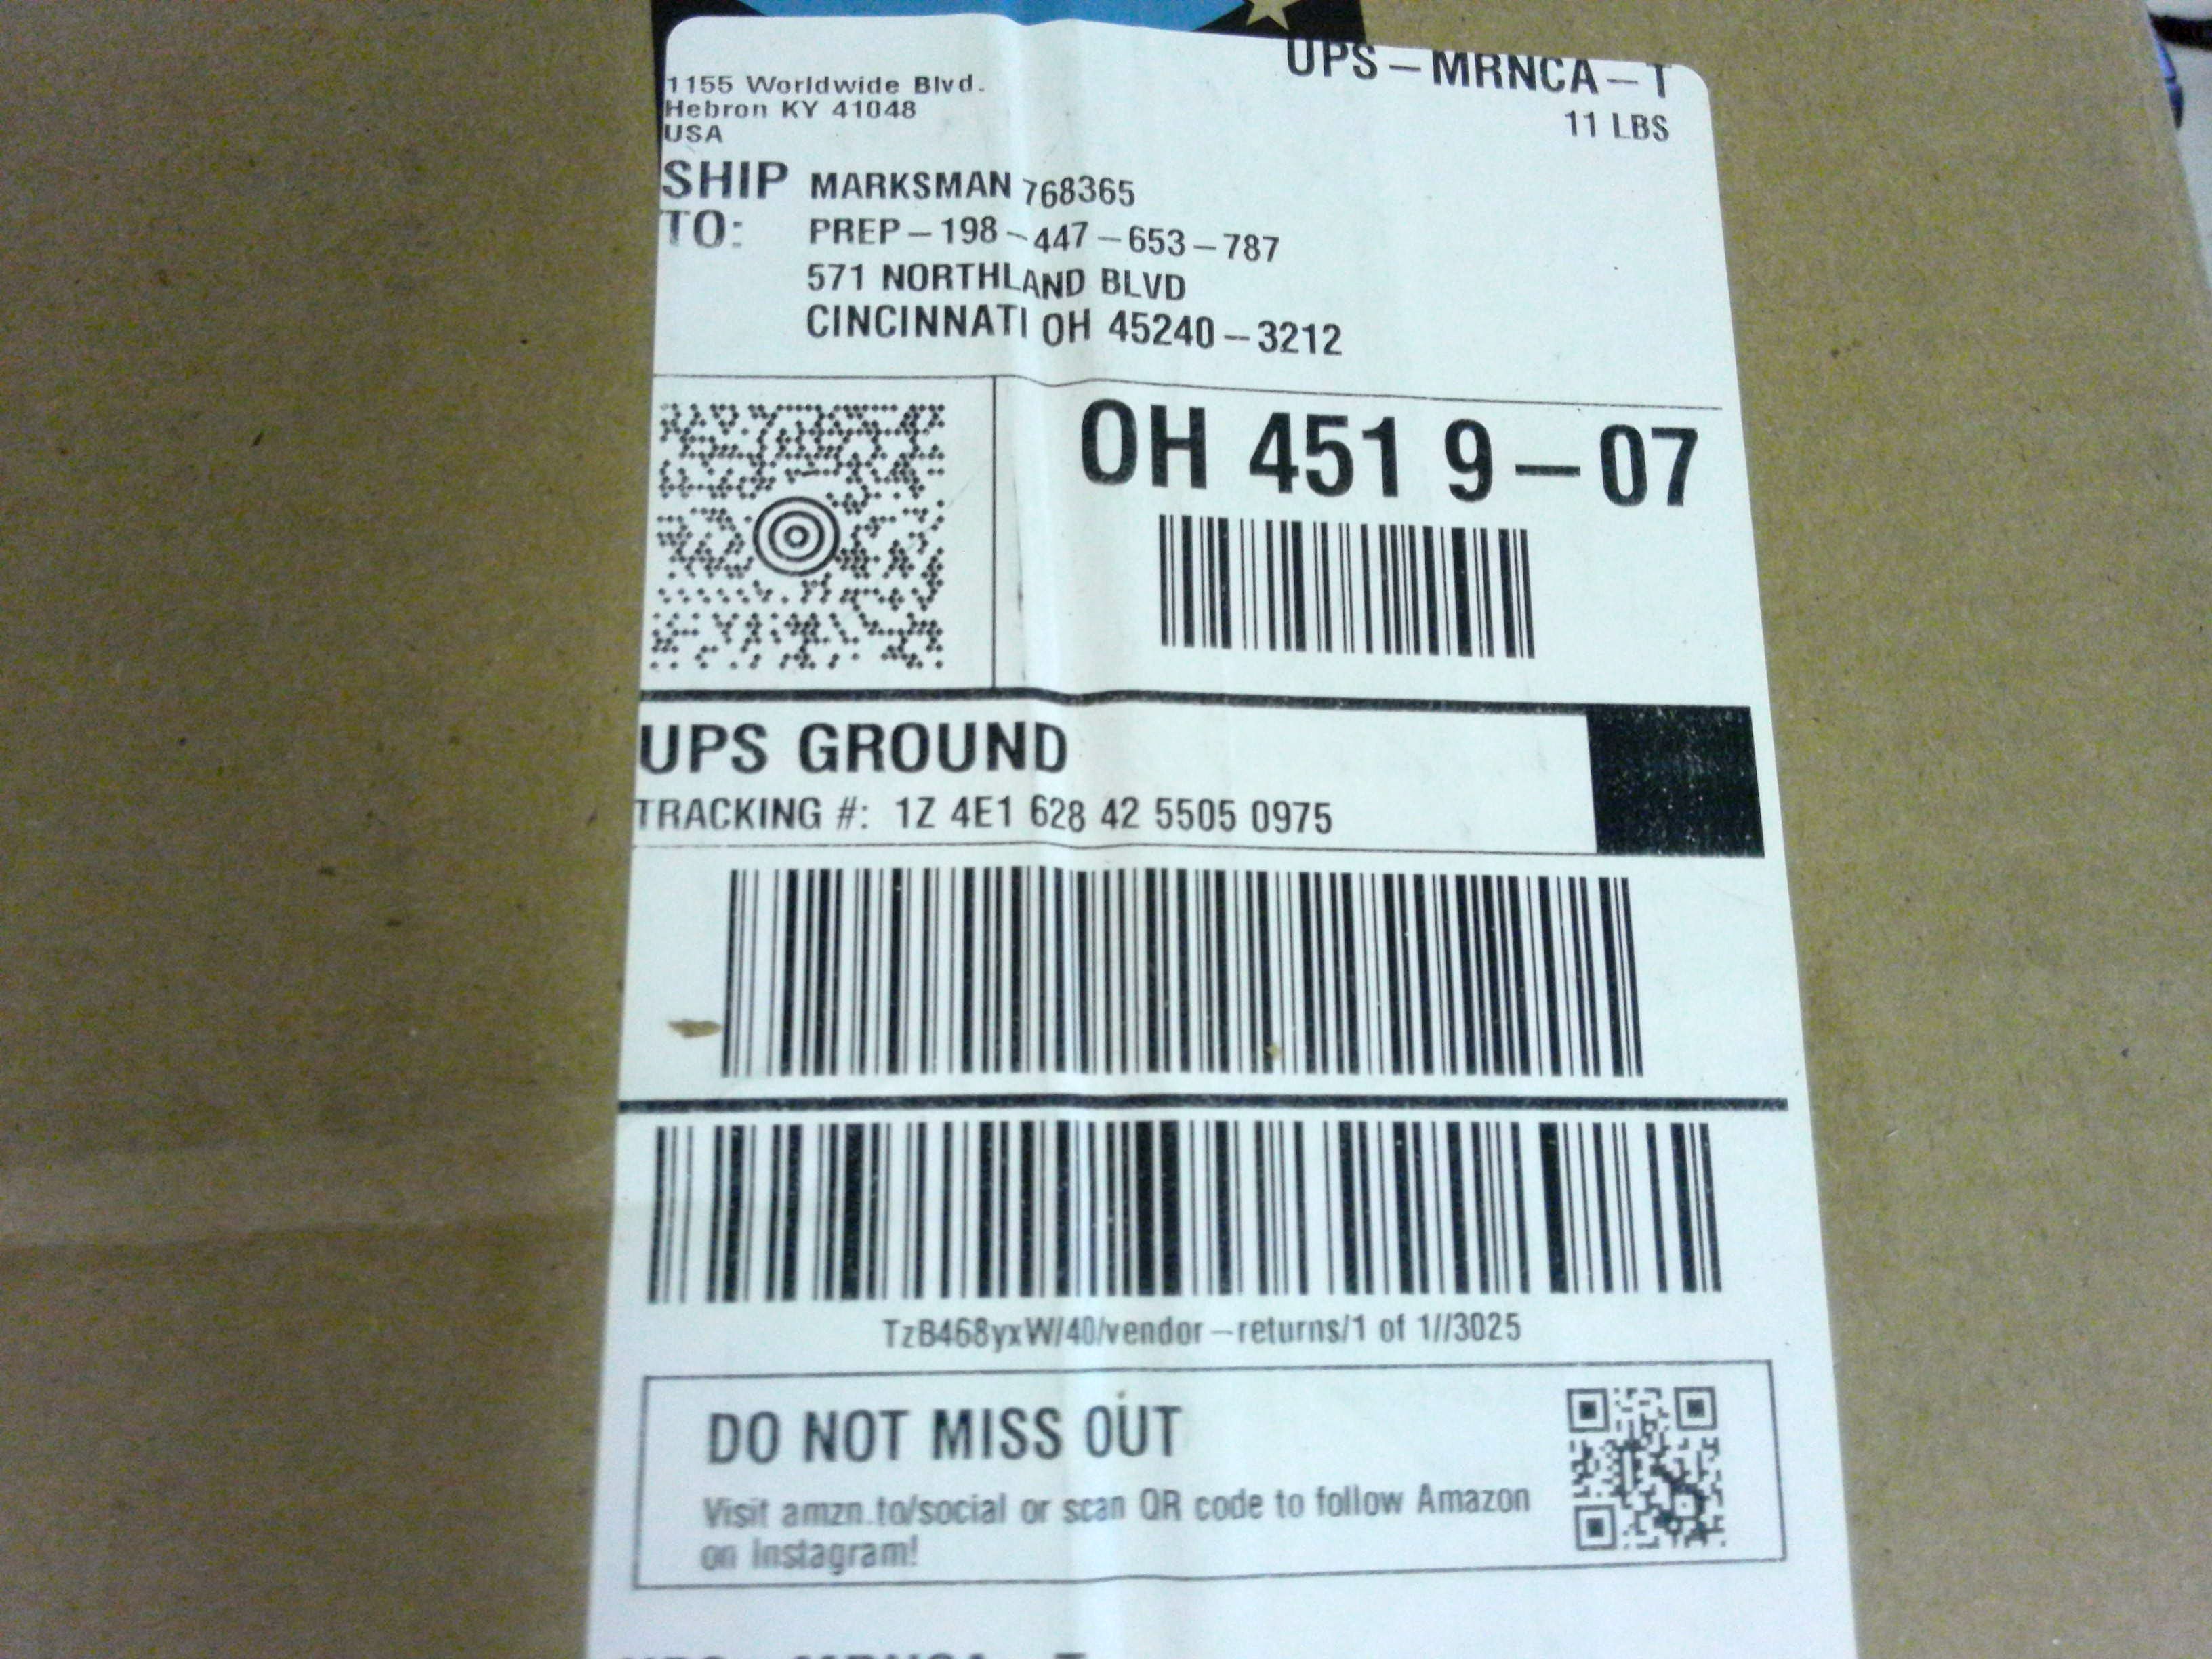 UPS-MRNCA-T
1155 Worldwide Blvd.
Hebron KY 41048
USA
11 LBS
SHIP TO:
MARKSMAN 768365
PREP-198-447-653-787
571 NORTHLAND BLVD
CINCINNATI OH 45240-3212
OH 451 9-07
UPS GROUND
TRACKING #: 1Z 4E1 628 42 5505 0975
TzB468yxW/40/vendor-returns/1 of 1//3025
DO NOT MISS OUT
Visit amzn.to/social or scan QR code to follow Amazon
on Instagram!